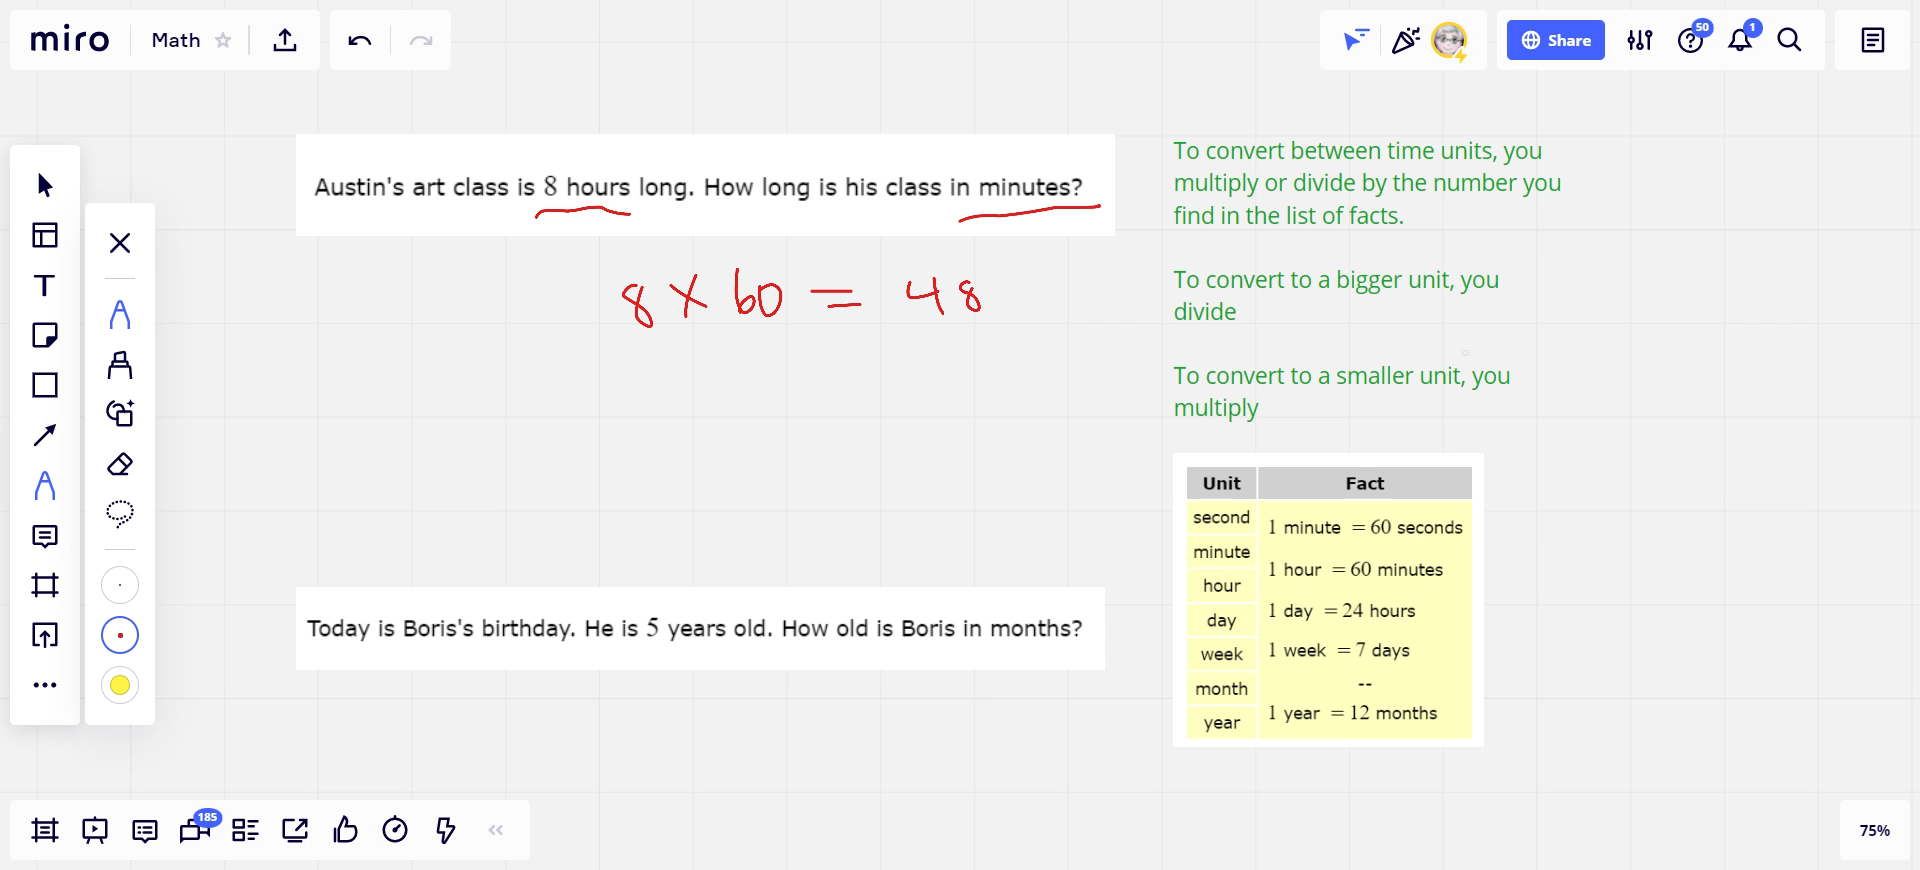 miro
Math
Share
50
1
Austin's art class is 8 hours long. How long is his class in minutes?
8 × 60 = 48
Today is Boris's birthday. He is 5 years old. How old is Boris in months?
To convert between time units, you
multiply or divide by the number you
find in the list of facts.
To convert to a bigger unit, you
divide
To convert to a smaller unit, you
multiply
Unit Fact
second
1 minute = 60 seconds
minute
1 hour = 60 minutes
hour
1 day = 24 hours
day
1 week = 7 days
week
--
month
1 year = 12 months
year
185
75%